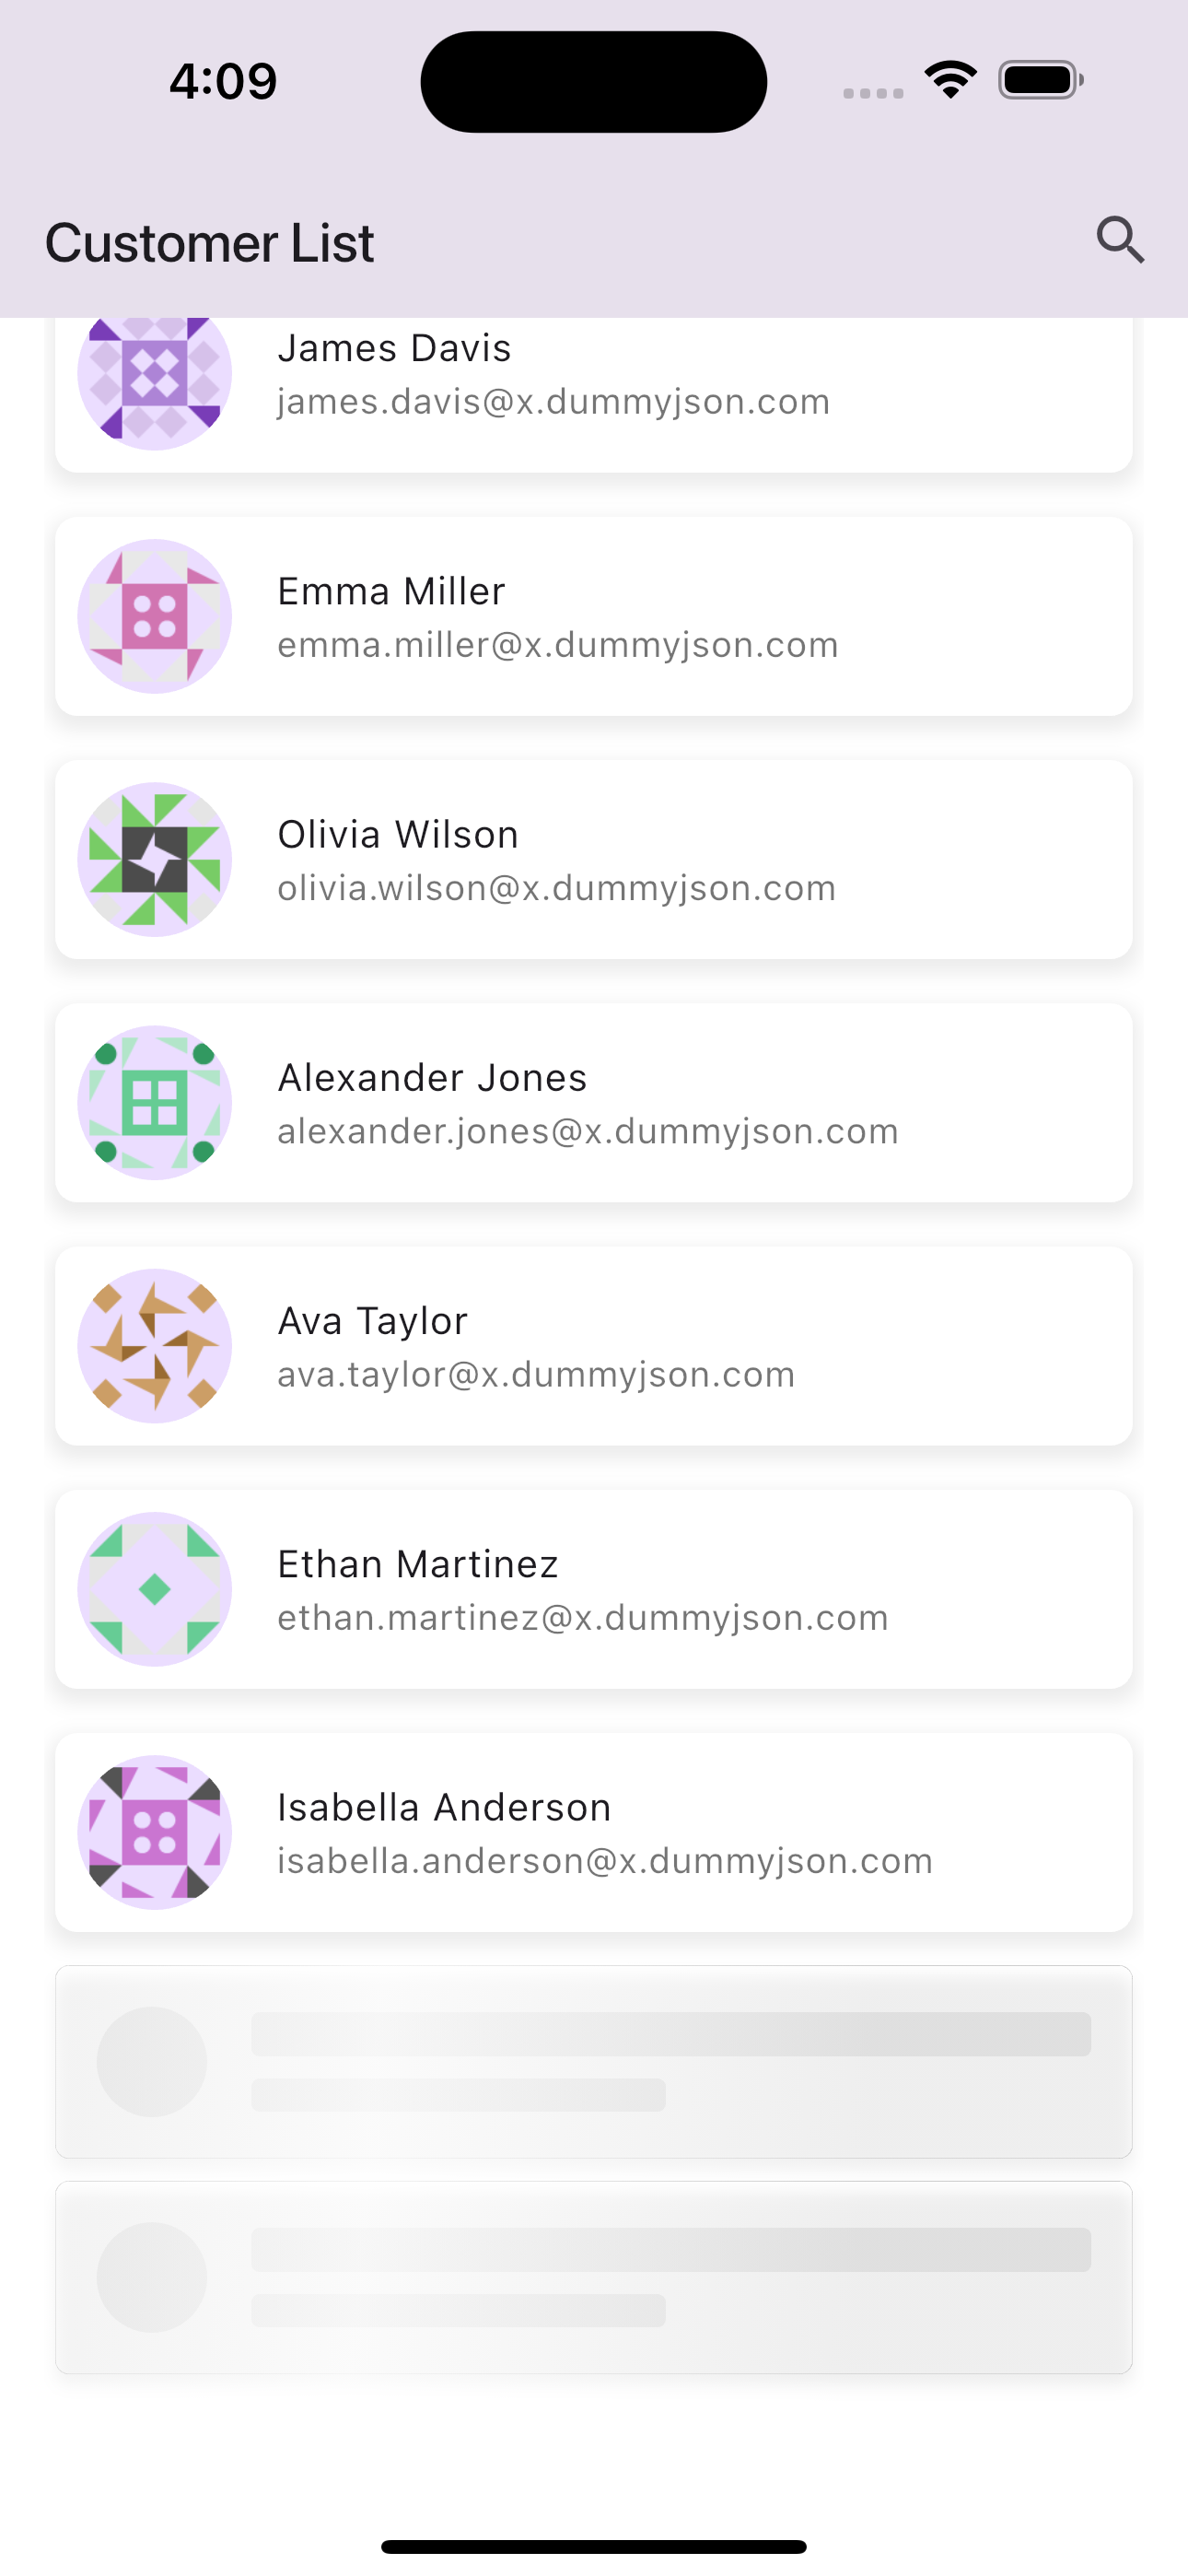 4:09
Customer List
James Davis
james.davis@x.dummyjson.com
Emma Miller
emma.miller@x.dummyjson.com
Olivia Wilson
olivia.wilson@x.dummyjson.com
Alexander Jones
alexander.jones@x.dummyjson.com
Ava Taylor
ava.taylor@x.dummyjson.com
Ethan Martinez
ethan.martinez@x.dummyjson.com
Isabella Anderson
isabella.anderson@x.dummyjson.com